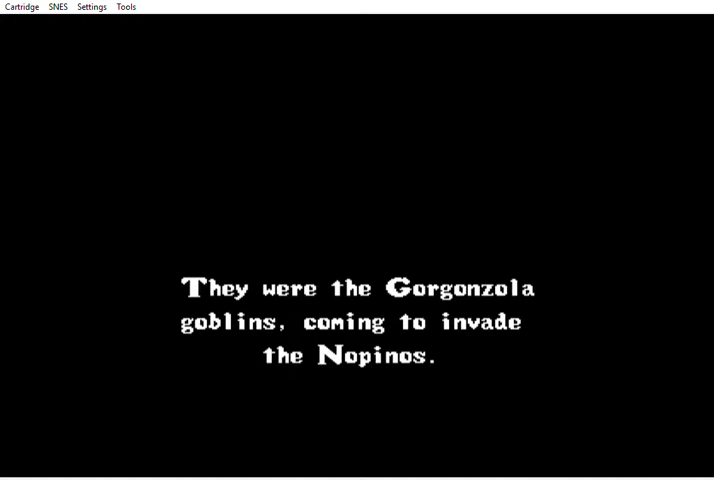 Cartridge SNES Settings Tools
They were the Gorgonzola
goblins, coming to invade
the Nopinos.